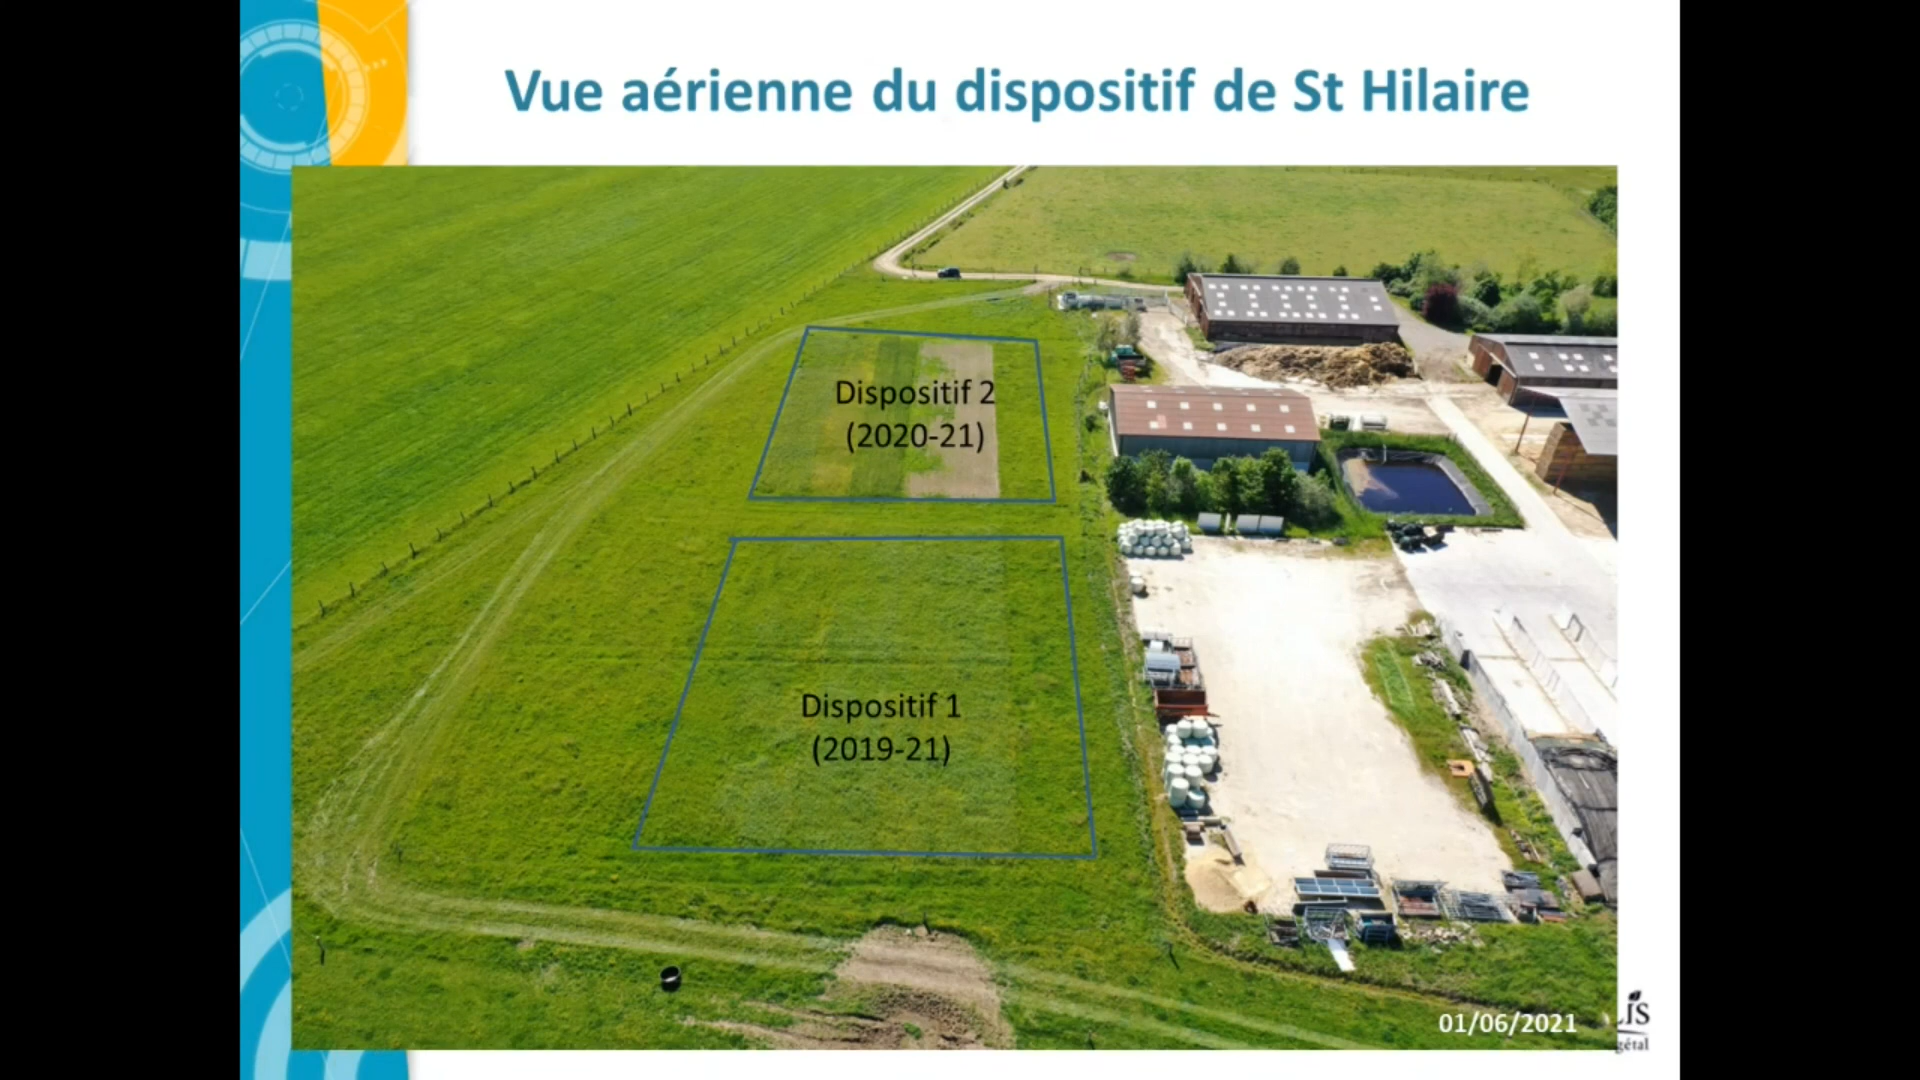 Vue aérienne du dispositif de St Hilaire
Dispositif 2
(2020-21)
Dispositif 1
(2019-21)
01/06/2021